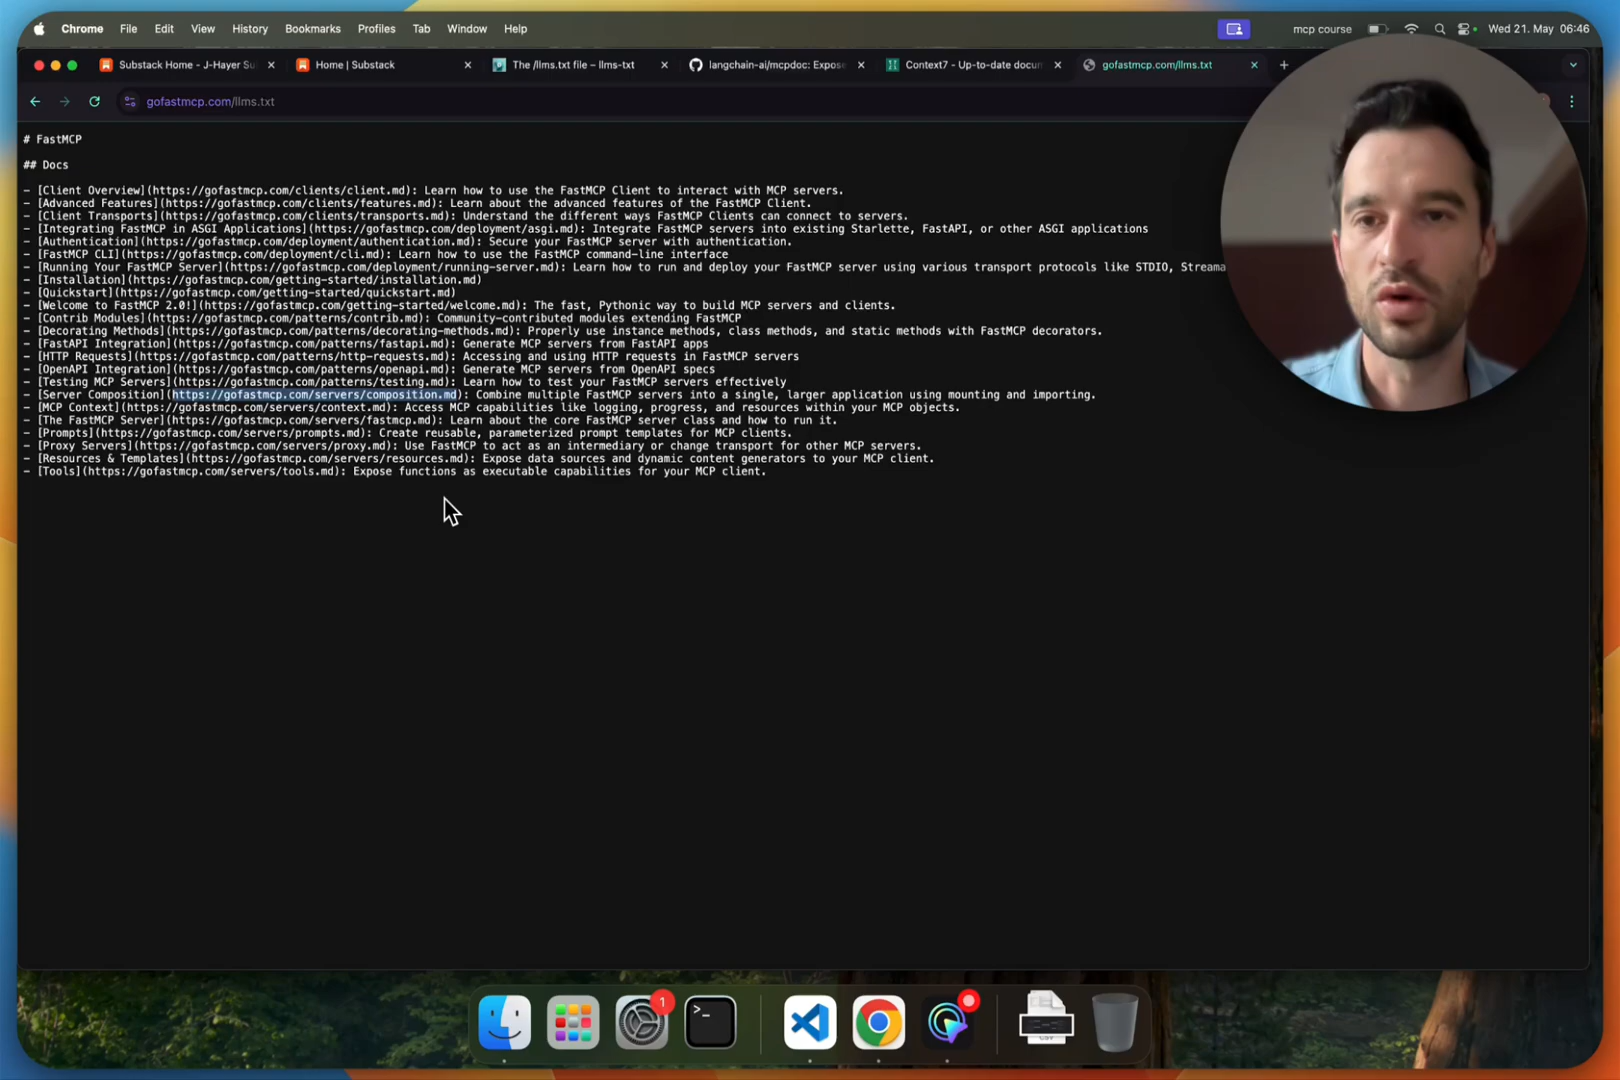 Chrome File Edit View History Bookmarks Profiles Tab Window Help mcp course Wed 21. May 06:46
Substack Home - J-Hayer Su Home | Substack The /llms.txt file – llms-txt langchain-ai/mcpdoc: Expose Context7 - Up-to-date docum gofastmcp.com/llms.txt
gofastmcp.com/llms.txt
# FastMCP
## Docs
- [Client Overview](https://gofastmcp.com/clients/client.md): Learn how to use the FastMCP Client to interact with MCP servers.
- [Advanced Features](https://gofastmcp.com/clients/features.md): Learn about the advanced features of the FastMCP Client.
- [Client Transports](https://gofastmcp.com/clients/transports.md): Understand the different ways FastMCP Clients can connect to servers.
- [Integrating FastMCP in ASGI Applications](https://gofastmcp.com/deployment/asgi.md): Integrate FastMCP servers into existing Starlette, FastAPI, or other ASGI applications
- [Authentication](https://gofastmcp.com/deployment/authentication.md): Secure your FastMCP server with authentication.
- [FastMCP CLI](https://gofastmcp.com/deployment/cli.md): Learn how to use the FastMCP command-line interface
- [Running Your FastMCP Server](https://gofastmcp.com/deployment/running-server.md): Learn how to run and deploy your FastMCP server using various transport protocols like STDIO, Streama
- [Installation](https://gofastmcp.com/getting-started/installation.md)
- [Quickstart](https://gofastmcp.com/getting-started/quickstart.md)
- [Welcome to FastMCP 2.0!](https://gofastmcp.com/getting-started/welcome.md): The fast, Pythonic way to build MCP servers and clients.
- [Contrib Modules](https://gofastmcp.com/patterns/contrib.md): Community-contributed modules extending FastMCP
- [Decorating Methods](https://gofastmcp.com/patterns/decorating-methods.md): Properly use instance methods, class methods, and static methods with FastMCP decorators.
- [FastAPI Integration](https://gofastmcp.com/patterns/fastapi.md): Generate MCP servers from FastAPI apps
- [HTTP Requests](https://gofastmcp.com/patterns/http-requests.md): Accessing and using HTTP requests in FastMCP servers
- [OpenAPI Integration](https://gofastmcp.com/patterns/openapi.md): Generate MCP servers from OpenAPI specs
- [Testing MCP Servers](https://gofastmcp.com/patterns/testing.md): Learn how to test your FastMCP servers effectively
- [Server Composition](https://gofastmcp.com/servers/composition.md): Combine multiple FastMCP servers into a single, larger application using mounting and importing.
- [MCP Context](https://gofastmcp.com/servers/context.md): Access MCP capabilities like logging, progress, and resources within your MCP objects.
- [The FastMCP Server](https://gofastmcp.com/servers/fastmcp.md): Learn about the core FastMCP server class and how to run it.
- [Prompts](https://gofastmcp.com/servers/prompts.md): Create reusable, parameterized prompt templates for MCP clients.
- [Proxy Servers](https://gofastmcp.com/servers/proxy.md): Use FastMCP to act as an intermediary or change transport for other MCP servers.
- [Resources & Templates](https://gofastmcp.com/servers/resources.md): Expose data sources and dynamic content generators to your MCP client.
- [Tools](https://gofastmcp.com/servers/tools.md): Expose functions as executable capabilities for your MCP client.
1
>_
CSV